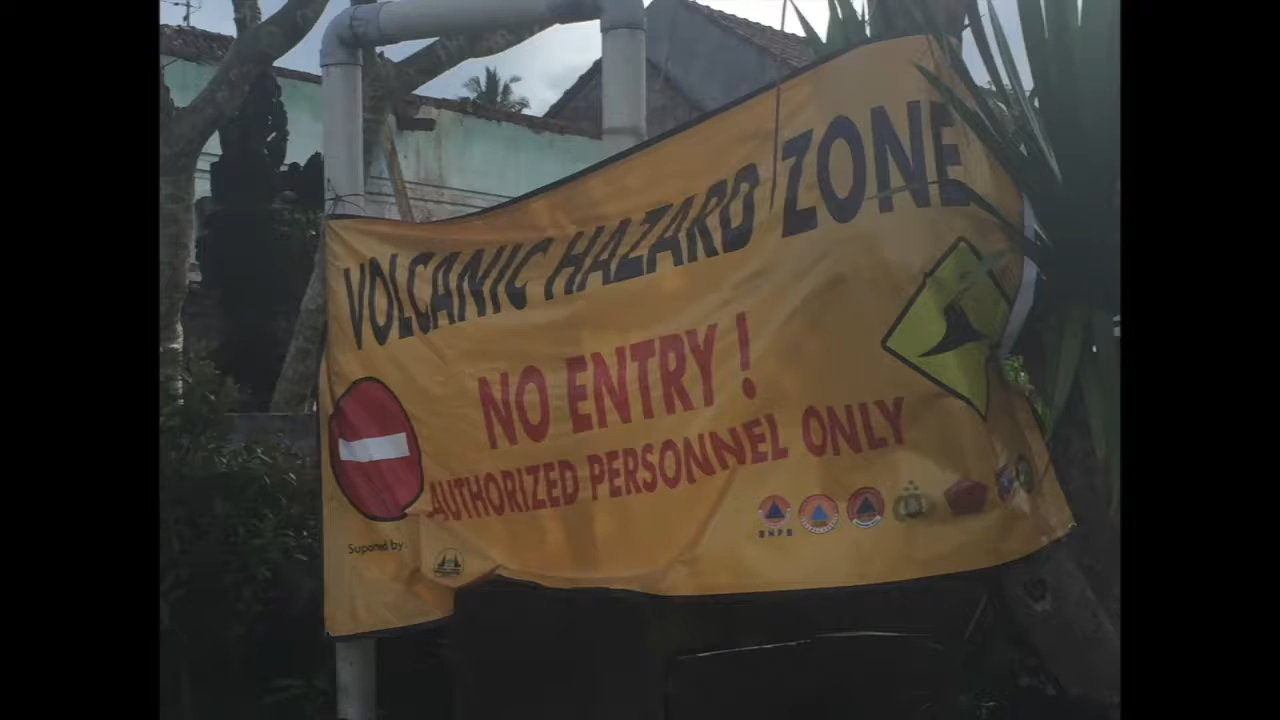 VOLCANIC HAZARD ZONE
NO ENTRY !
AUTHORIZED PERSONNEL ONLY
BNPB
Suported by: